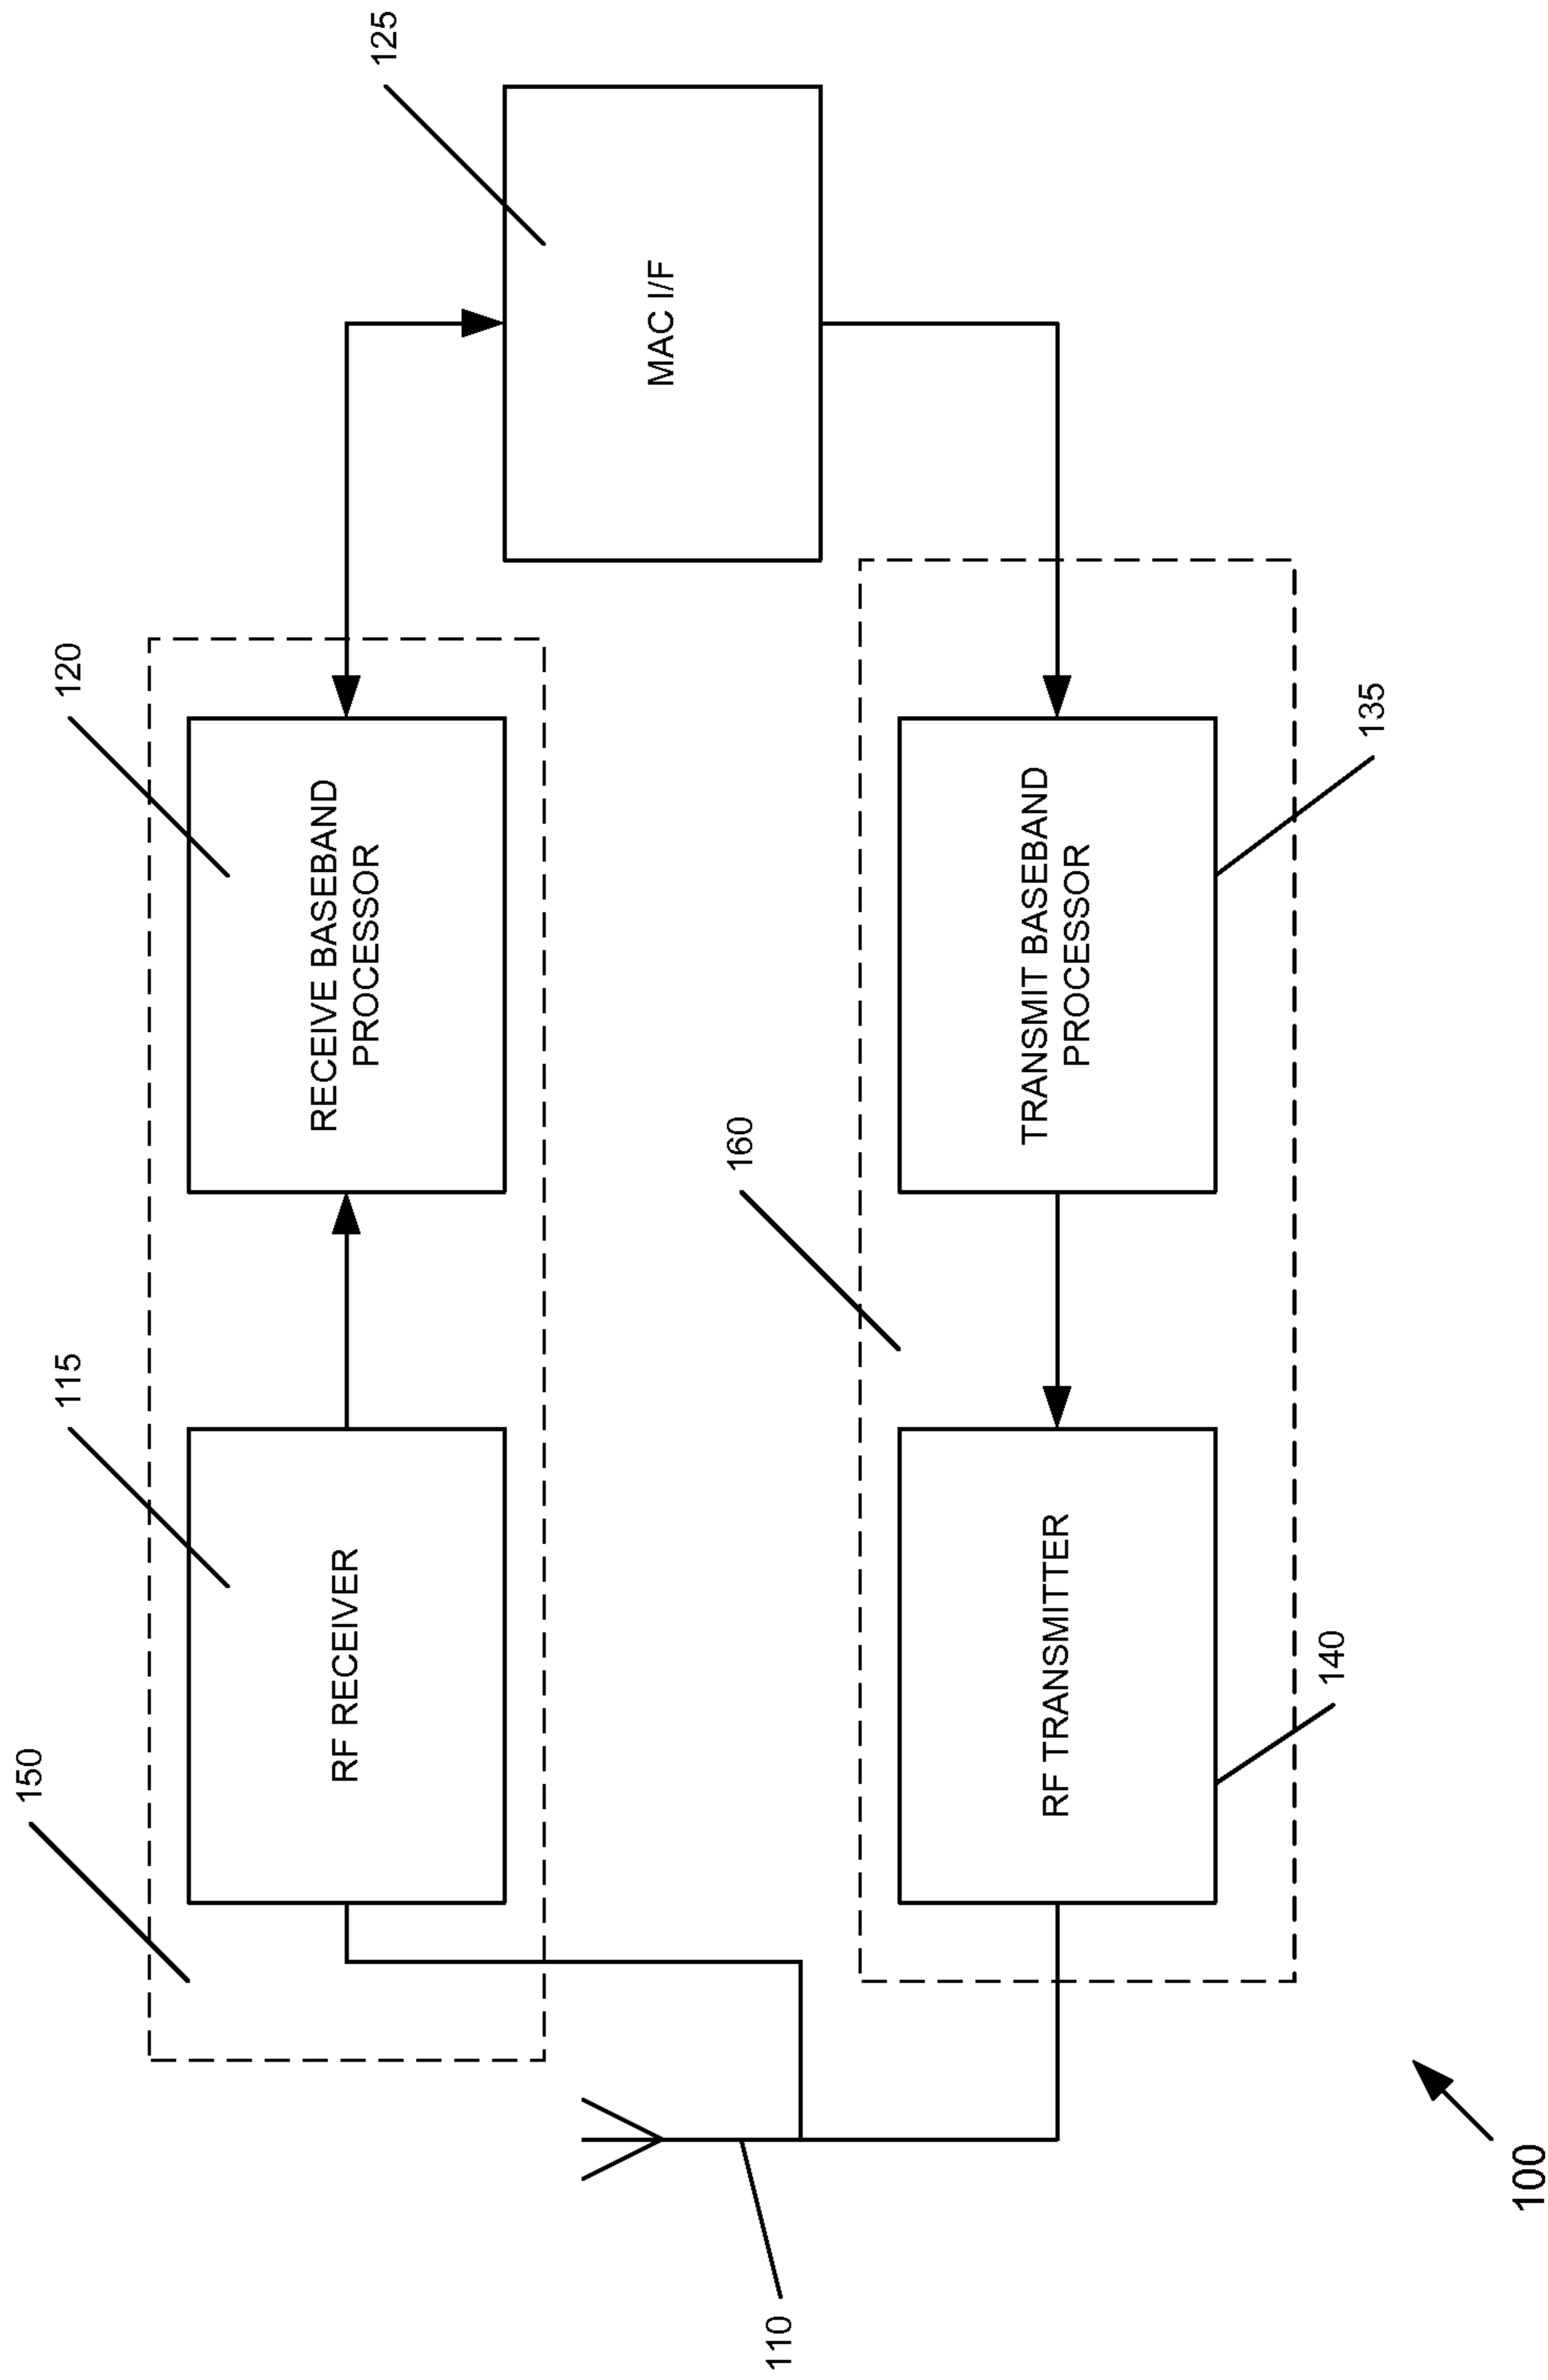 150
115
120
125
RF RECEIVER
RECEIVE BASEBAND
PROCESSOR
MAC I/F
110
160
RF TRANSMITTER
TRANSMIT BASEBAND
PROCESSOR
140
135
100